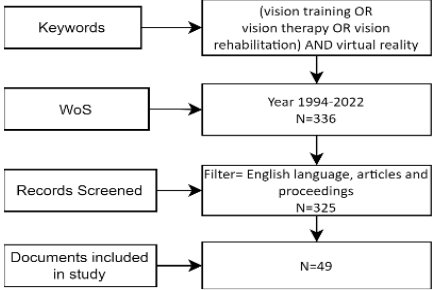 Keywords
(vision training OR
vision therapy OR vision
rehabilitation) AND virtual reality
WoS
Year 1994-2022
N=336
Records Screened
Filter= English language, articles and
proceedings
N=325
Documents included
in study
N=49